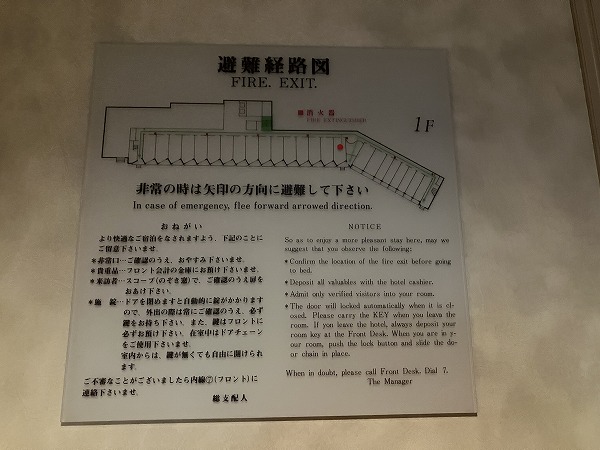 避難経路図
FIRE. EXIT.
■消火器
FIRE EXTINGUISHER
1F
非常の時は矢印の方向に避難して下さい
In case of emergency, flee forward arrowed direction.
おねがい
より快適なご宿泊をなされますよう、下記のことに
ご留意下さいませ。
*非常口…ご確認のうえ、おやすみ下さいませ。
*貴重品…フロント会計の金庫にお預け下さいませ。
*来訪者…スコープ(のぞき窓)で、ご確認のうえ扉を
おあけ下さい。
*施 錠…ドアを閉めますと自動的に錠がかかります
ので、外出の際は常にご確認のうえ、必ず
鍵をお持ち下さい。また、鍵はフロントに
必ずお預け下さい。在室中はドアチェーン
をご使用下さいませ。
室内からは、鍵が無くても自由に開けられ
ます。
ご不審なことがございましたら内線⑦(フロント)に
連絡下さいませ。
総支配人
NOTICE
So as to enjoy a more pleasant stay here, may we
suggest that you observe the following:
*Confirm the location of the fire exit before going
to bed.
*Deposit all valuables with the hotel cashier.
*Admit only verified visitors into your room.
*The door will locked automatically when it is cl-
osed. Please carry the KEY when you leava the
room. If you leave the hotel, always deposit your
room key at the Front Desk. When you are in y-
our room, push the lock button and slide the do-
or chain in place.
When in doubt, please call Front Desk. Dial 7.
The Manager